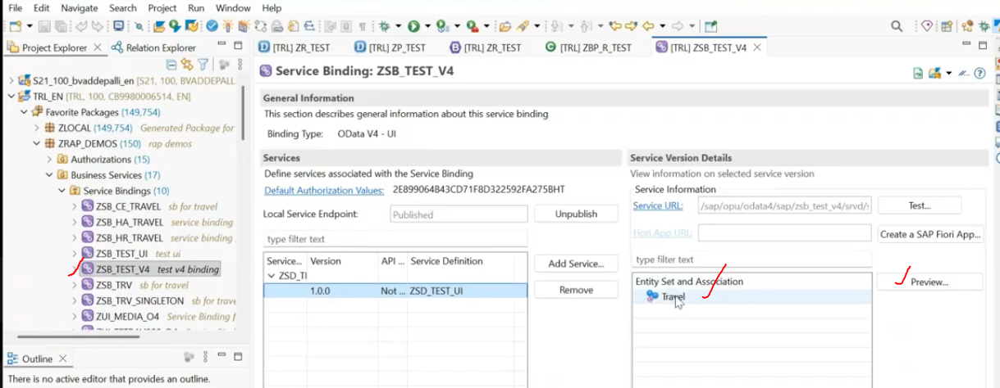 File Edit Navigate Search Project Run Window Help
Project Explorer Relation Explorer
[TRL] ZR_TEST [TRL] ZP_TEST [TRL] ZR_TEST [TRL] ZBP_R_TEST [TRL] ZSB_TEST_V4
S21_100_bvaddepalli_en [S21, 100, BVADDEPALL
TRL_EN [TRL, 100, CB9980006514, EN]
Favorite Packages (149,754)
ZLOCAL (149,754) Generated Package for
ZRAP_DEMOS (150) rap demos
Authorizations (15)
Business Services (17)
Service Bindings (10)
ZSB_CE_TRAVEL sb for travel
ZSB_HA_TRAVEL service binding
ZSB_HR_TRAVEL service binding
ZSB_TEST_UI test ui
ZSB_TEST_V4 test v4 binding
ZSB_TRV sb for travel
ZSB_TRV_SINGLETON sb for trave
ZUI_MEDIA_O4 Service Binding f
Outline
There is no active editor that provides an outline.
Service Binding: ZSB_TEST_V4
General Information
This section describes general information about this service binding
Binding Type: OData V4 - UI
Services
Define services associated with the Service Binding
Default Authorization Values: 2E899064B43CD71F8D322592FA275BHT
Local Service Endpoint: Published Unpublish
type filter text
Service... Version API ... Service Definition
ZSD_TI
1.0.0 Not ... ZSD_TEST_UI
Add Service...
Remove
Service Version Details
View information on selected service version
Service Information
Service URL: /sap/opu/odata4/sap/zsb_test_v4/srvd/s Test...
Fiori App URL: Create a SAP Fiori App...
type filter text
Entity Set and Association
Travel
Preview...